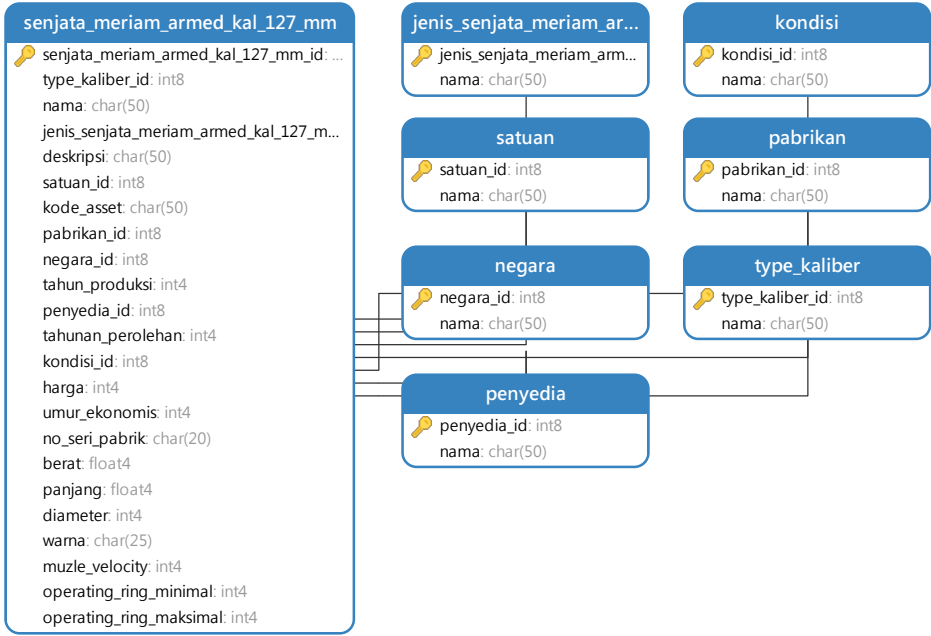 senjata_meriam_armed_kal_127_mm
senjata_meriam_armed_kal_127_mm_id: ...
type_kaliber_id: int8
nama: char(50)
jenis_senjata_meriam_armed_kal_127_m...
deskripsi: char(50)
satuan_id: int8
kode_asset: char(50)
pabrikan_id: int8
negara_id: int8
tahun_produksi: int4
penyedia_id: int8
tahunan_perolehan: int4
kondisi_id: int8
harga: int4
umur_ekonomis: int4
no_seri_pabrik: char(20)
berat: float4
panjang: float4
diameter: int4
warna: char(25)
muzle_velocity: int4
operating_ring_minimal: int4
operating_ring_maksimal: int4
jenis_senjata_meriam_ar...
jenis_senjata_meriam_arm...
nama: char(50)
kondisi
kondisi_id: int8
nama: char(50)
satuan
satuan_id: int8
nama: char(50)
pabrikan
pabrikan_id: int8
nama: char(50)
negara
negara_id: int8
nama: char(50)
type_kaliber
type_kaliber_id: int8
nama: char(50)
penyedia
penyedia_id: int8
nama: char(50)